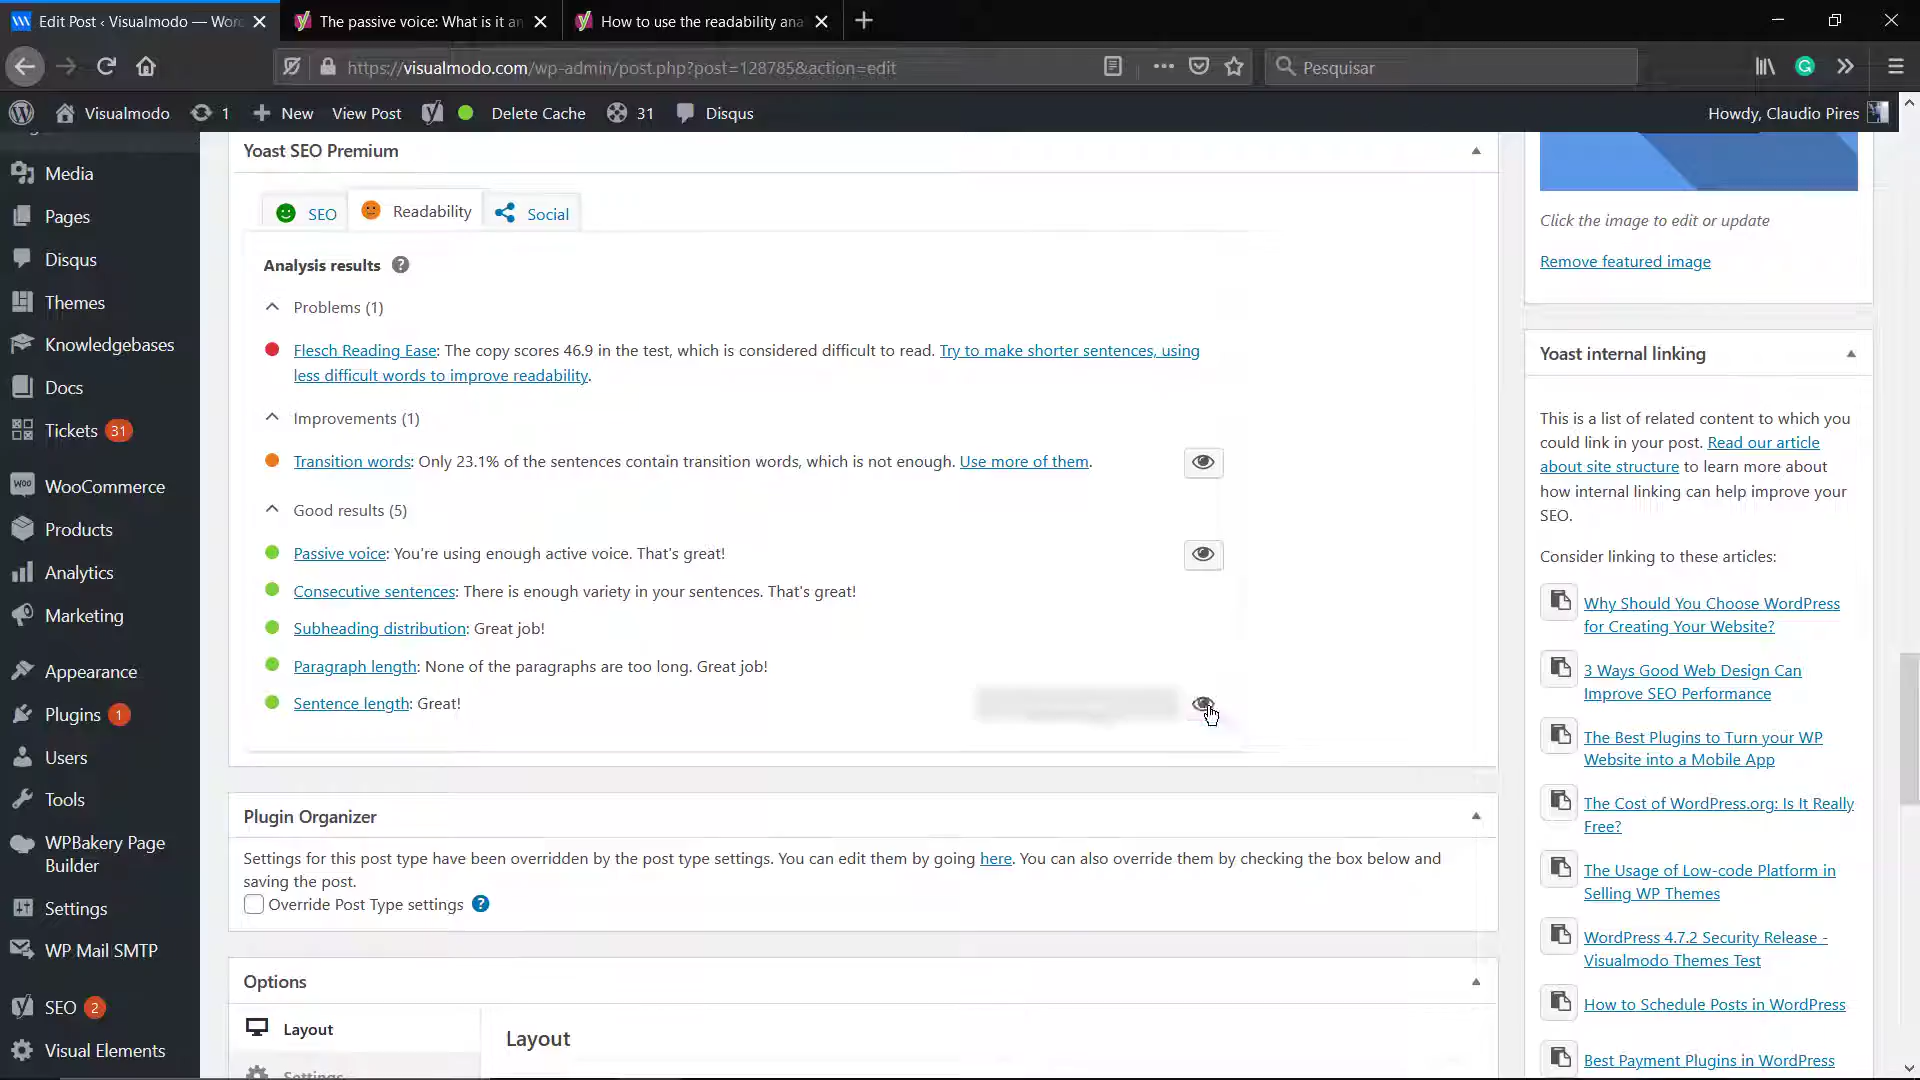 Edit Post ‹ Visualmodo — Wor
The passive voice: What is it an
How to use the readability ana
https://visualmodo.com/wp-admin/post.php?post=128785&action=edit
Pesquisar
Visualmodo
1
New
View Post
Delete Cache
31
Disqus
Howdy, Claudio Pires
Media
Pages
Disqus
Themes
Knowledgebases
Docs
Tickets 31
WooCommerce
Products
Analytics
Marketing
Appearance
Plugins 1
Users
Tools
WPBakery Page
Builder
Settings
WP Mail SMTP
SEO 2
Visual Elements
Yoast SEO Premium
SEO
Readability
Social
Analysis results
Problems (1)
Flesch Reading Ease: The copy scores 46.9 in the test, which is considered difficult to read. Try to make shorter sentences, using
less difficult words to improve readability.
Improvements (1)
Transition words: Only 23.1% of the sentences contain transition words, which is not enough. Use more of them.
Good results (5)
Passive voice: You're using enough active voice. That's great!
Consecutive sentences: There is enough variety in your sentences. That's great!
Subheading distribution: Great job!
Paragraph length: None of the paragraphs are too long. Great job!
Sentence length: Great!
Plugin Organizer
Settings for this post type have been overridden by the post type settings. You can edit them by going here. You can also override them by checking the box below and
saving the post.
Override Post Type settings
Options
Layout
Settings
Layout
Click the image to edit or update
Remove featured image
Yoast internal linking
This is a list of related content to which you
could link in your post. Read our article
about site structure to learn more about
how internal linking can help improve your
SEO.
Consider linking to these articles:
Why Should You Choose WordPress
for Creating Your Website?
3 Ways Good Web Design Can
Improve SEO Performance
The Best Plugins to Turn your WP
Website into a Mobile App
The Cost of WordPress.org: Is It Really
Free?
The Usage of Low-code Platform in
Selling WP Themes
WordPress 4.7.2 Security Release -
Visualmodo Themes Test
How to Schedule Posts in WordPress
Best Payment Plugins in WordPress